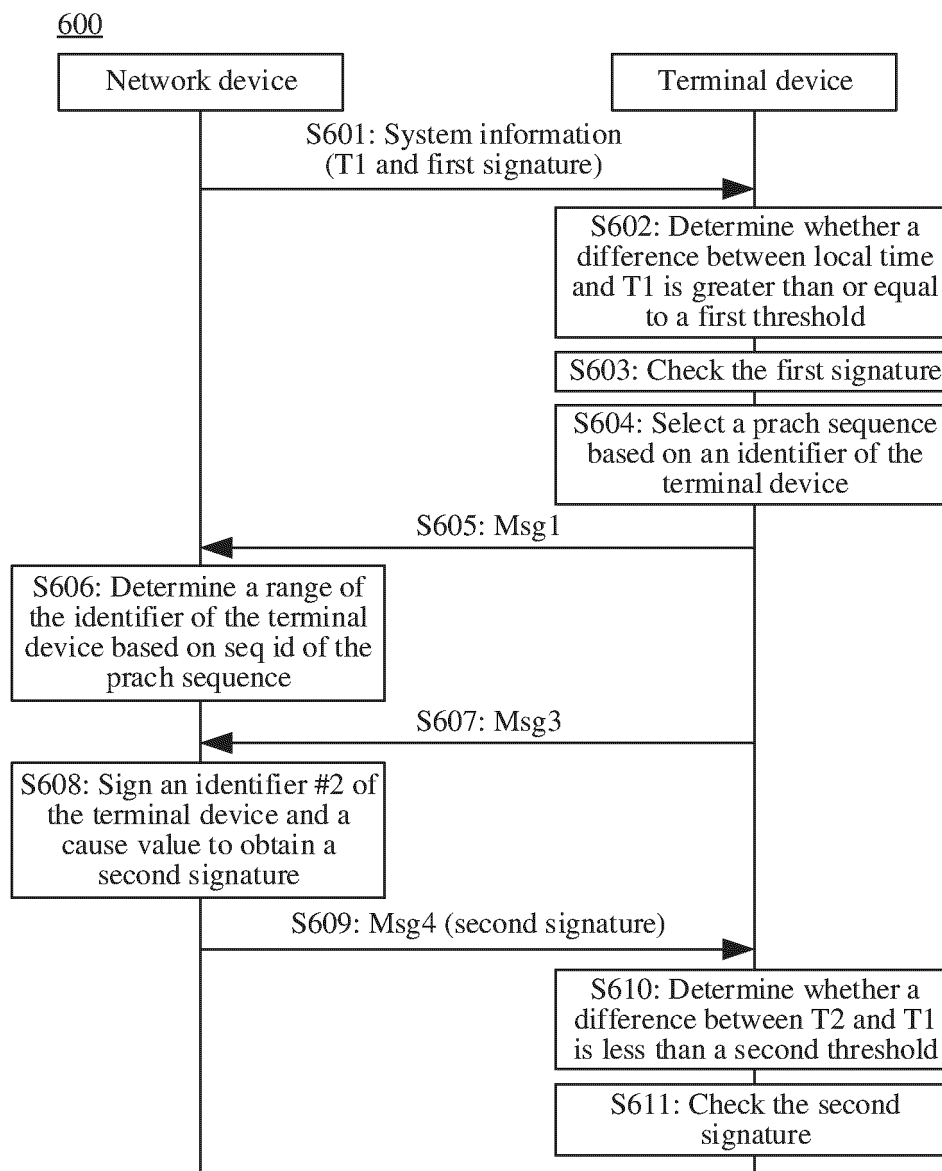 600
Network device
Terminal device
S601: System information
(T1 and first signature)
S602: Determine whether a
difference between local time
and T1 is greater than or equal
to a first threshold
S603: Check the first signature
S604: Select a prach sequence
based on an identifier of the
terminal device
S605: Msg1
S606: Determine a range of
the identifier of the terminal
device based on seq id of the
prach sequence
S607: Msg3
S608: Sign an identifier #2 of
the terminal device and a
cause value to obtain a
second signature
S609: Msg4 (second signature)
S610: Determine whether a
difference between T2 and T1
is less than a second threshold
S611: Check the second
signature